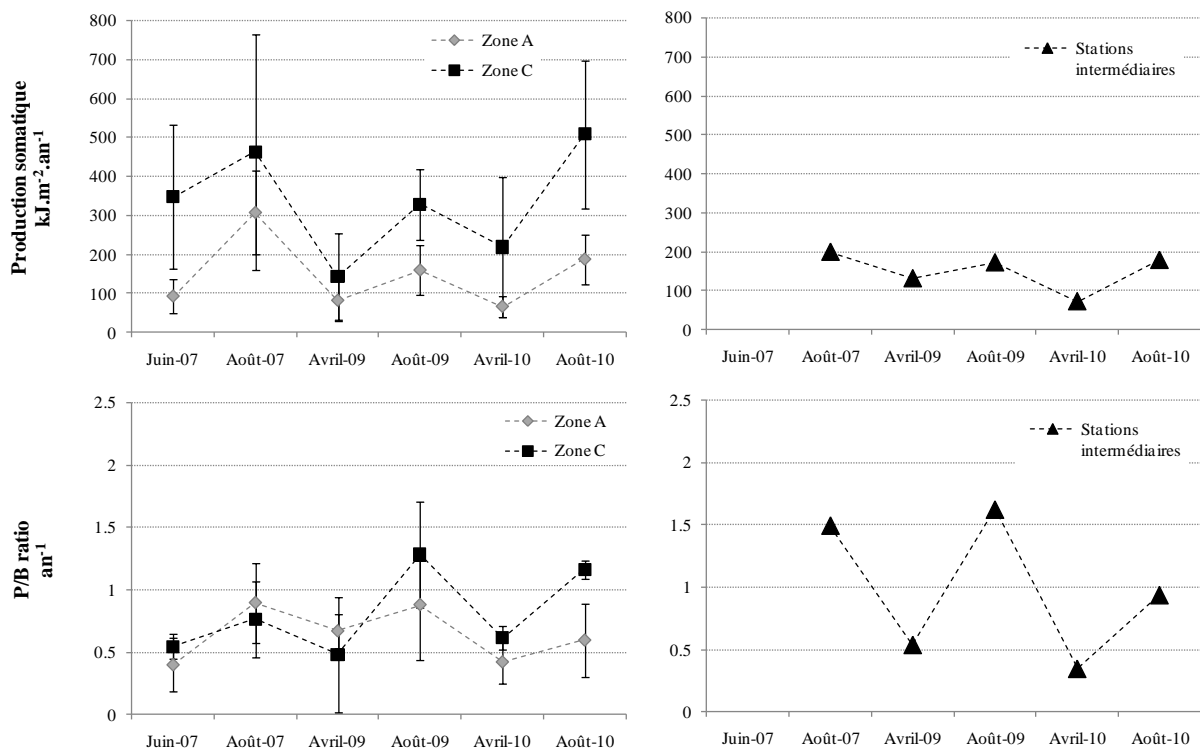 Production somatique
kJ.m-2.an-1
800
700
600
500
400
300
200
100
0
Zone A
Zone C
Juin-07 Août-07 Avril-09 Août-09 Avril-10 Août-10
800
700
600
500
400
300
200
100
0
Stations
intermédiaires
Juin-07 Août-07 Avril-09 Août-09 Avril-10 Août-10
P/B ratio
an-1
2.5
2
1.5
1
0.5
0
Zone A
Zone C
Juin-07 Août-07 Avril-09 Août-09 Avril-10 Août-10
2.5
2
1.5
1
0.5
0
Stations
intermédiaires
Juin-07 Août-07 Avril-09 Août-09 Avril-10 Août-10